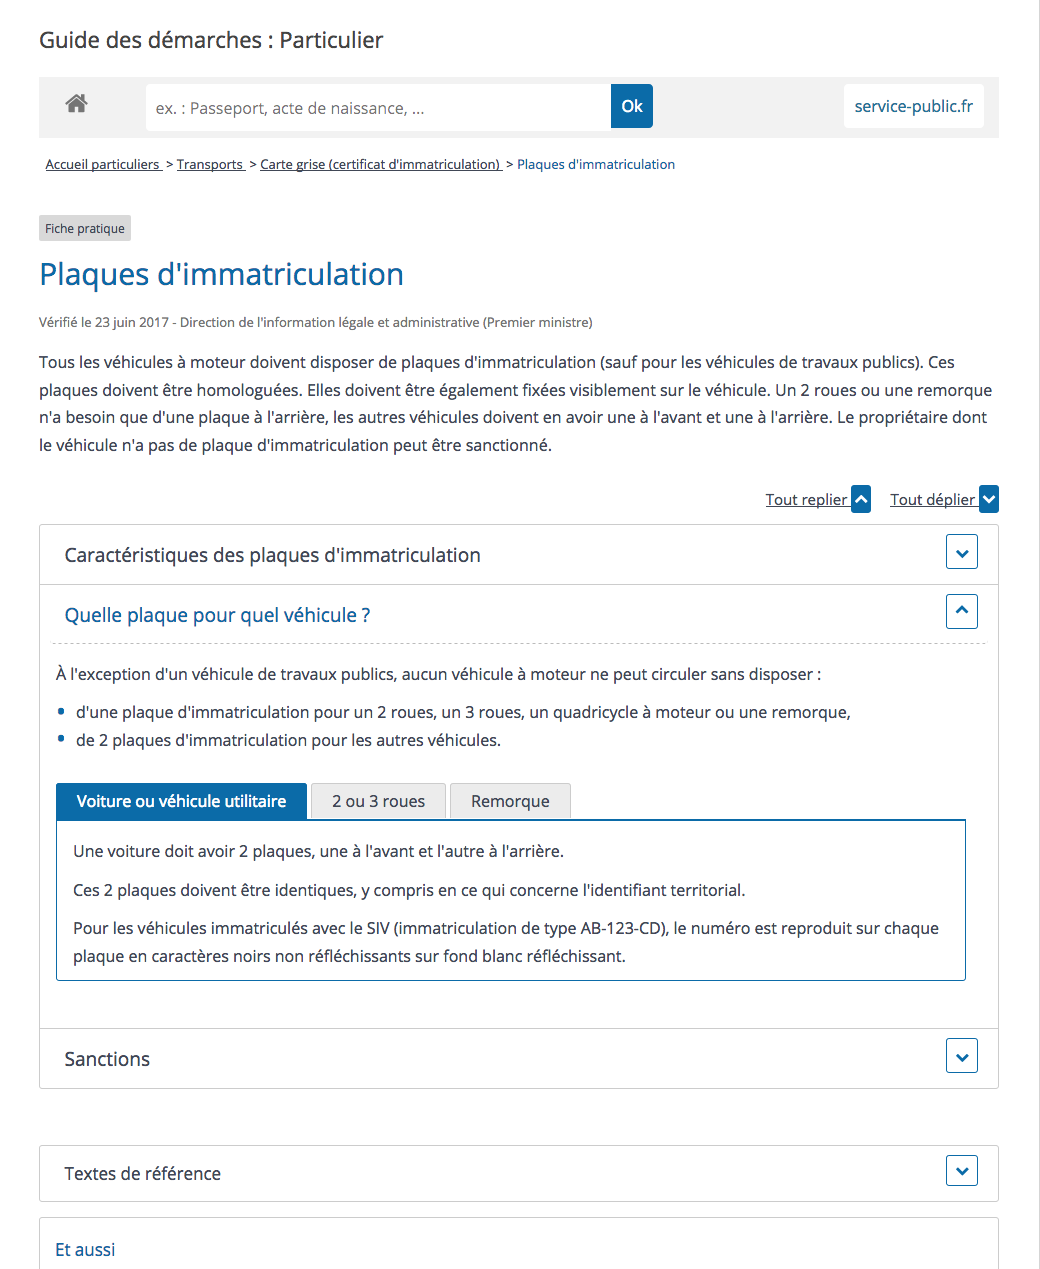 Guide des démarches : Particulier
ex. : Passeport, acte de naissance, ...
Ok
service-public.fr
Accueil particuliers > Transports > Carte grise (certificat d'immatriculation) > Plaques d'immatriculation
Fiche pratique
Plaques d'immatriculation
Vérifié le 23 juin 2017 - Direction de l'information légale et administrative (Premier ministre)
Tous les véhicules à moteur doivent disposer de plaques d'immatriculation (sauf pour les véhicules de travaux publics). Ces
plaques doivent être homologuées. Elles doivent être également fixées visiblement sur le véhicule. Un 2 roues ou une remorque
n'a besoin que d'une plaque à l'arrière, les autres véhicules doivent en avoir une à l'avant et une à l'arrière. Le propriétaire dont
le véhicule n'a pas de plaque d'immatriculation peut être sanctionné.
Tout replier Tout déplier
Caractéristiques des plaques d'immatriculation
Quelle plaque pour quel véhicule ?
À l'exception d'un véhicule de travaux publics, aucun véhicule à moteur ne peut circuler sans disposer :
• d'une plaque d'immatriculation pour un 2 roues, un 3 roues, un quadricycle à moteur ou une remorque,
• de 2 plaques d'immatriculation pour les autres véhicules.
Voiture ou véhicule utilitaire 2 ou 3 roues Remorque
Une voiture doit avoir 2 plaques, une à l'avant et l'autre à l'arrière.
Ces 2 plaques doivent être identiques, y compris en ce qui concerne l'identifiant territorial.
Pour les véhicules immatriculés avec le SIV (immatriculation de type AB-123-CD), le numéro est reproduit sur chaque
plaque en caractères noirs non réfléchissants sur fond blanc réfléchissant.
Sanctions
Textes de référence
Et aussi